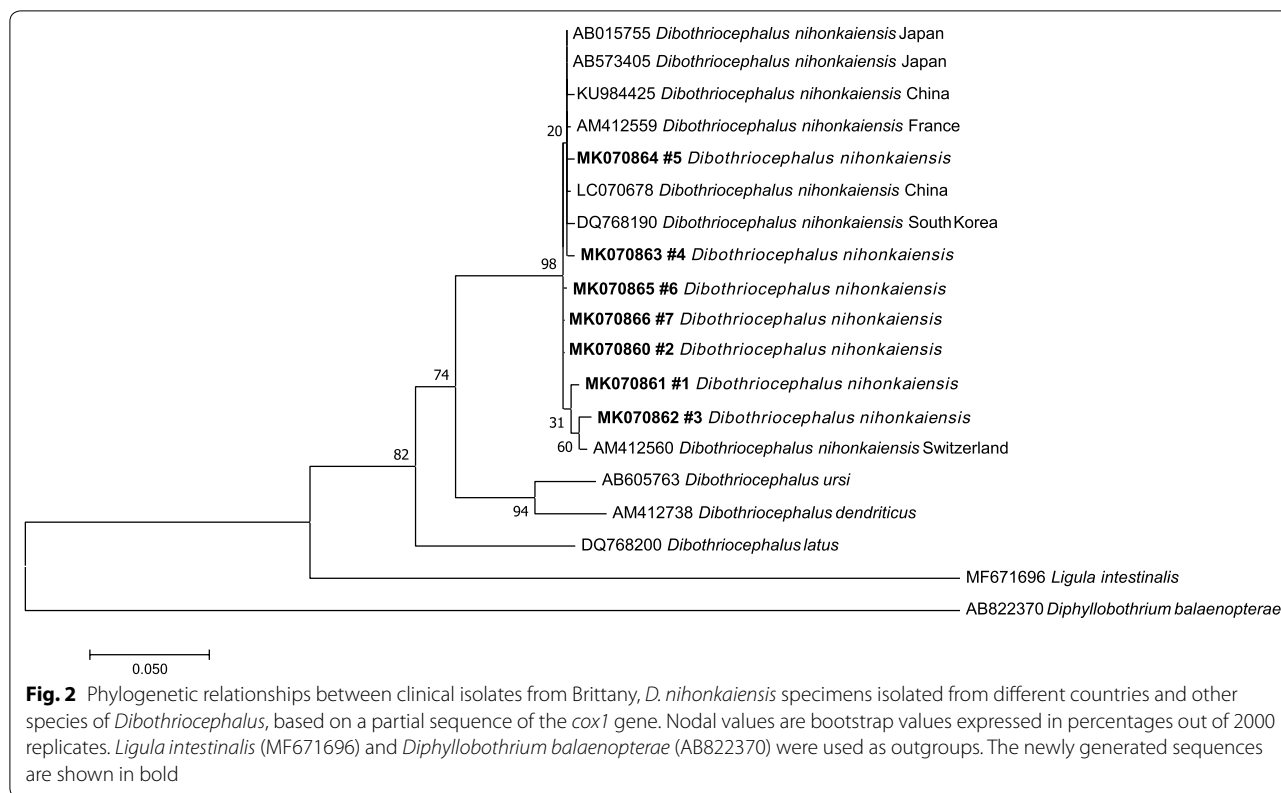 AB015755 Dibothriocephalus nihonkaiensis Japan
AB573405 Dibothriocephalus nihonkaiensis Japan
KU984425 Dibothriocephalus nihonkaiensis China
AM412559 Dibothriocephalus nihonkaiensis France
20
MK070864 #5 Dibothriocephalus nihonkaiensis
LC070678 Dibothriocephalus nihonkaiensis China
DQ768190 Dibothriocephalus nihonkaiensis South Korea
MK070863 #4 Dibothriocephalus nihonkaiensis
98
MK070865 #6 Dibothriocephalus nihonkaiensis
MK070866 #7 Dibothriocephalus nihonkaiensis
MK070860 #2 Dibothriocephalus nihonkaiensis
74
MK070861 #1 Dibothriocephalus nihonkaiensis
MK070862 #3 Dibothriocephalus nihonkaiensis
31
AM412560 Dibothriocephalus nihonkaiensis Switzerland
60
82
AB605763 Dibothriocephalus ursi
AM412738 Dibothriocephalus dendriticus
94
DQ768200 Dibothriocephalus latus
MF671696 Ligula intestinalis
AB822370 Diphyllobothrium balaenopterae
0.050
Fig. 2 Phylogenetic relationships between clinical isolates from Brittany, D. nihonkaiensis specimens isolated from different countries and other
species of Dibothriocephalus, based on a partial sequence of the cox1 gene. Nodal values are bootstrap values expressed in percentages out of 2000
replicates. Ligula intestinalis (MF671696) and Diphyllobothrium balaenopterae (AB822370) were used as outgroups. The newly generated sequences
are shown in bold